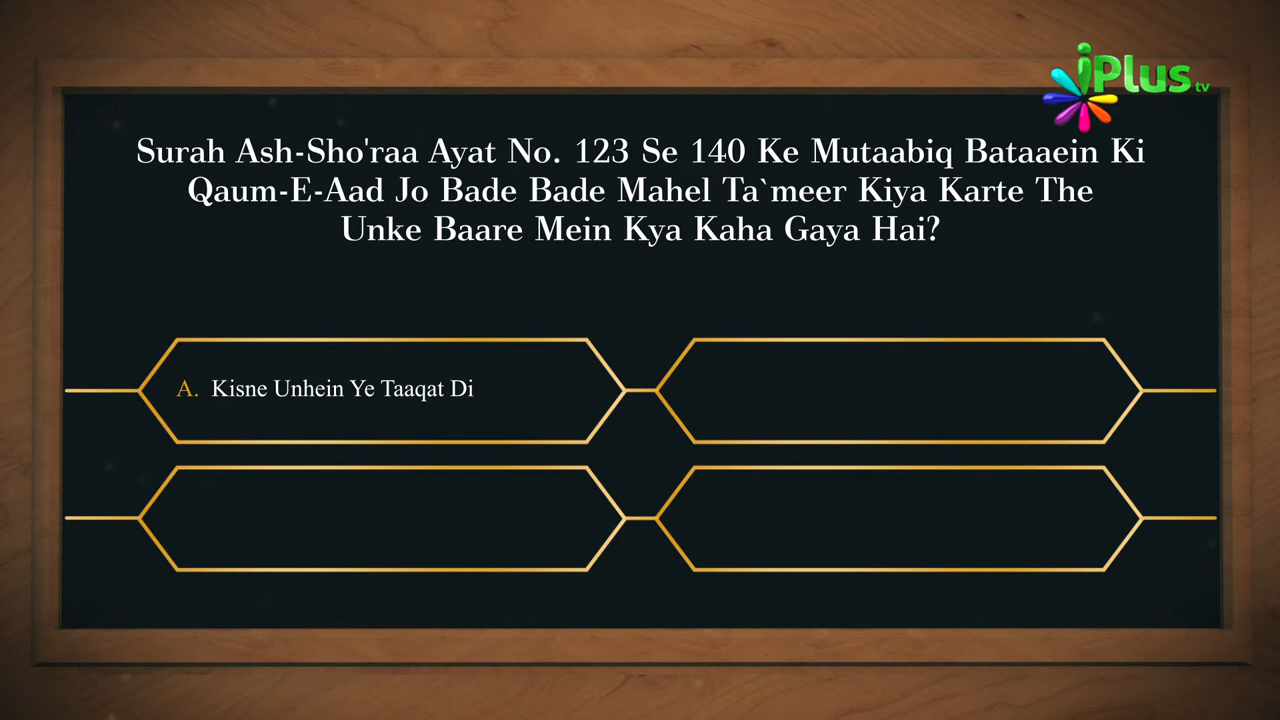 iPlus tv
Surah Ash-Sho'raa Ayat No. 123 Se 140 Ke Mutaabiq Bataaein Ki
Qaum-E-Aad Jo Bade Bade Mahel Ta`meer Kiya Karte The
Unke Baare Mein Kya Kaha Gaya Hai?
A. Kisne Unhein Ye Taaqat Di